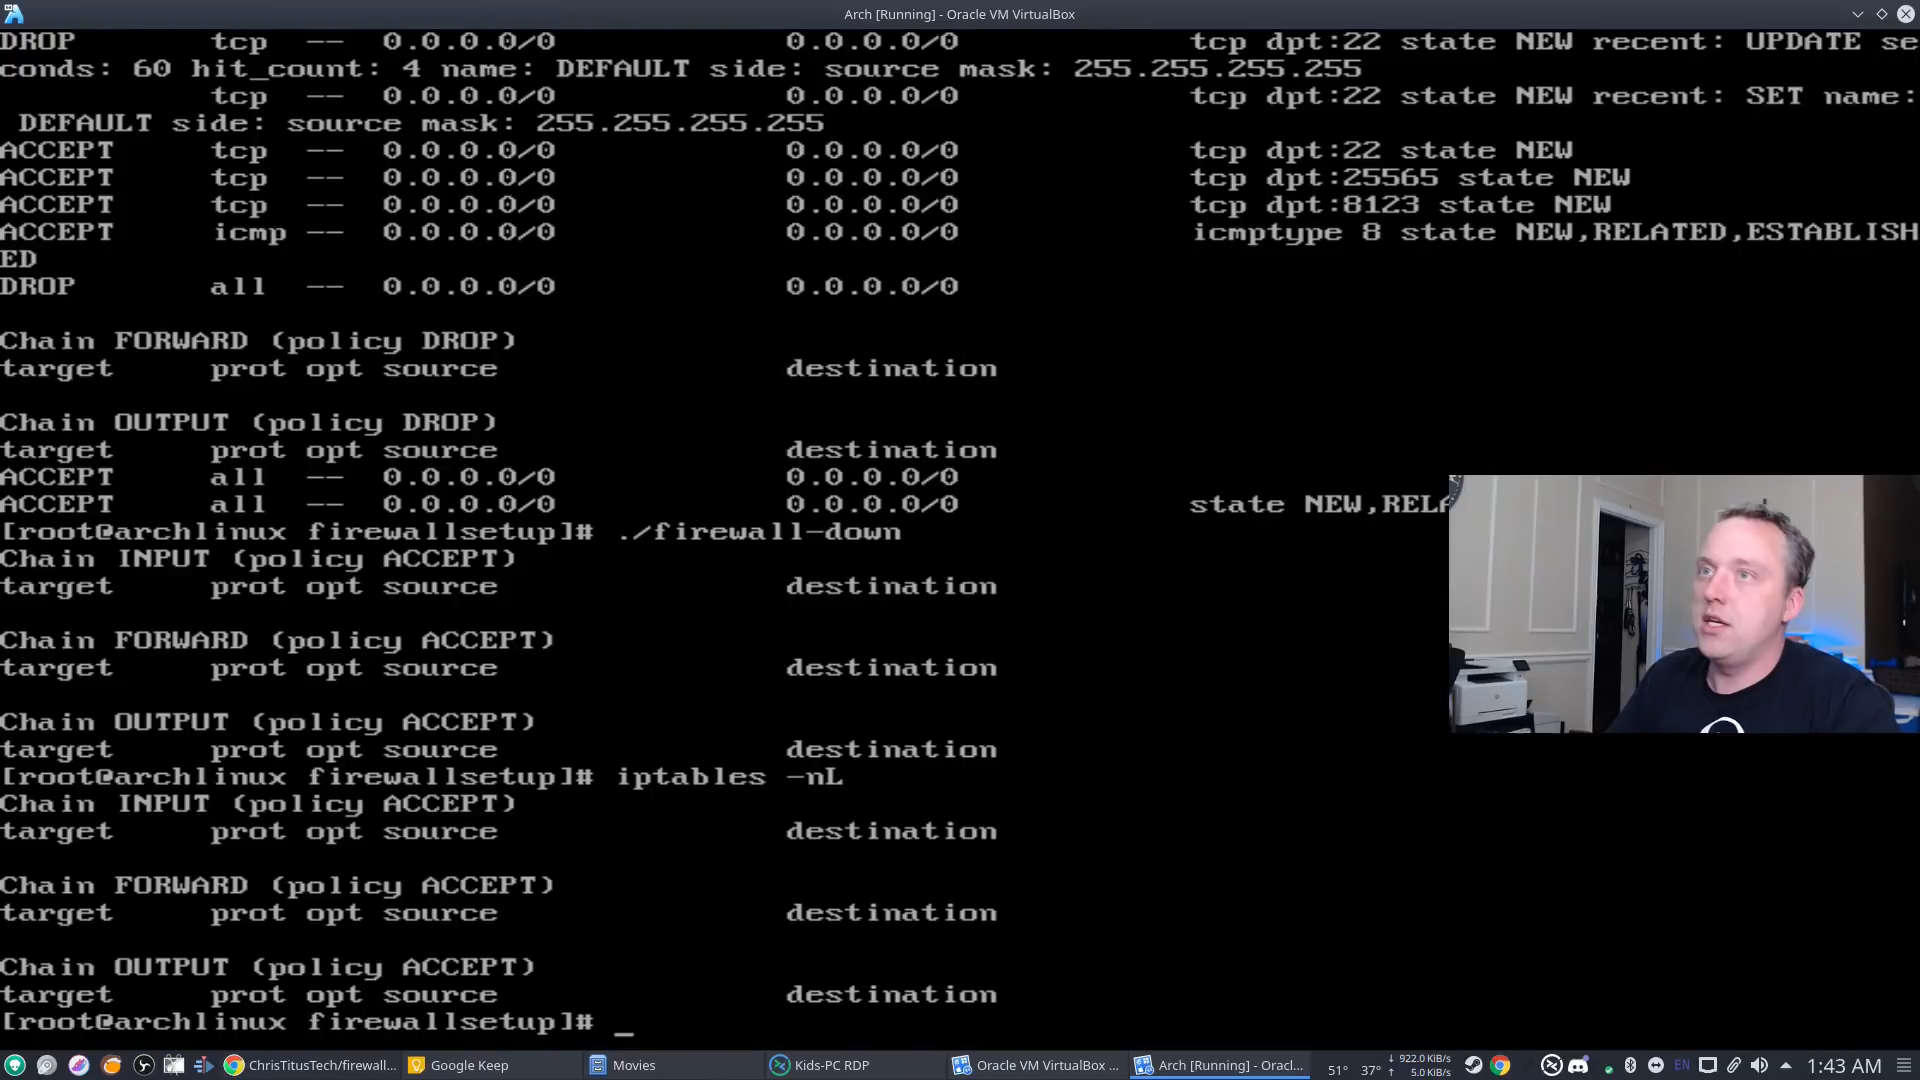 Arch [Running] - Oracle VM VirtualBox
DROP tcp -- 0.0.0.0/0 0.0.0.0/0 tcp dpt:22 state NEW recent: UPDATE se
conds: 60 hit_count: 4 name: DEFAULT side: source mask: 255.255.255.255
tcp -- 0.0.0.0/0 0.0.0.0/0 tcp dpt:22 state NEW recent: SET name:
DEFAULT side: source mask: 255.255.255.255
ACCEPT tcp -- 0.0.0.0/0 0.0.0.0/0 tcp dpt:22 state NEW
ACCEPT tcp -- 0.0.0.0/0 0.0.0.0/0 tcp dpt:25565 state NEW
ACCEPT tcp -- 0.0.0.0/0 0.0.0.0/0 tcp dpt:8123 state NEW
ACCEPT icmp -- 0.0.0.0/0 0.0.0.0/0 icmptype 8 state NEW,RELATED,ESTABLISH
ED
DROP all -- 0.0.0.0/0 0.0.0.0/0
Chain FORWARD (policy DROP)
target prot opt source destination
Chain OUTPUT (policy DROP)
target prot opt source destination
ACCEPT all -- 0.0.0.0/0 0.0.0.0/0
ACCEPT all -- 0.0.0.0/0 0.0.0.0/0 state NEW,RELA
[root@archlinux firewallsetup]# ./firewall-down
Chain INPUT (policy ACCEPT)
target prot opt source destination
Chain FORWARD (policy ACCEPT)
target prot opt source destination
Chain OUTPUT (policy ACCEPT)
target prot opt source destination
[root@archlinux firewallsetup]# iptables -nL
Chain INPUT (policy ACCEPT)
target prot opt source destination
Chain FORWARD (policy ACCEPT)
target prot opt source destination
Chain OUTPUT (policy ACCEPT)
target prot opt source destination
[root@archlinux firewallsetup]# _
ChrisTitusTech/firewall... Google Keep Movies Kids-PC RDP Oracle VM VirtualBox ... Arch [Running] - Oracl... 51° 37° ↓ 922.0 KiB/s ↑ 5.0 KiB/s EN 1:43 AM